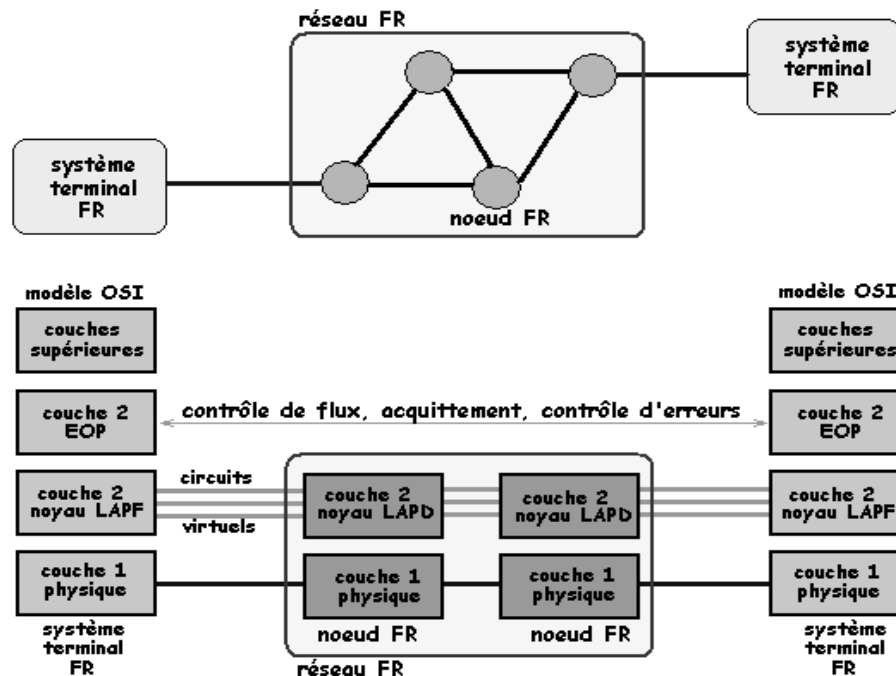 réseau FR
système
terminal
FR
système
terminal
FR
noeud FR
modèle OSI
modèle OSI
couches
supérieures
couches
supérieures
couche 2
EOP
contrôle de flux, acquittement, contrôle d'erreurs
couche 2
EOP
couche 2
noyau LAPF
circuits
virtuels
couche 2
noyau LAPD
couche 2
noyau LAPD
couche 2
noyau LAPF
couche 1
physique
couche 1
physique
couche 1
physique
couche 1
physique
système
terminal
FR
noeud FR
noeud FR
système
terminal
FR
réseau FR